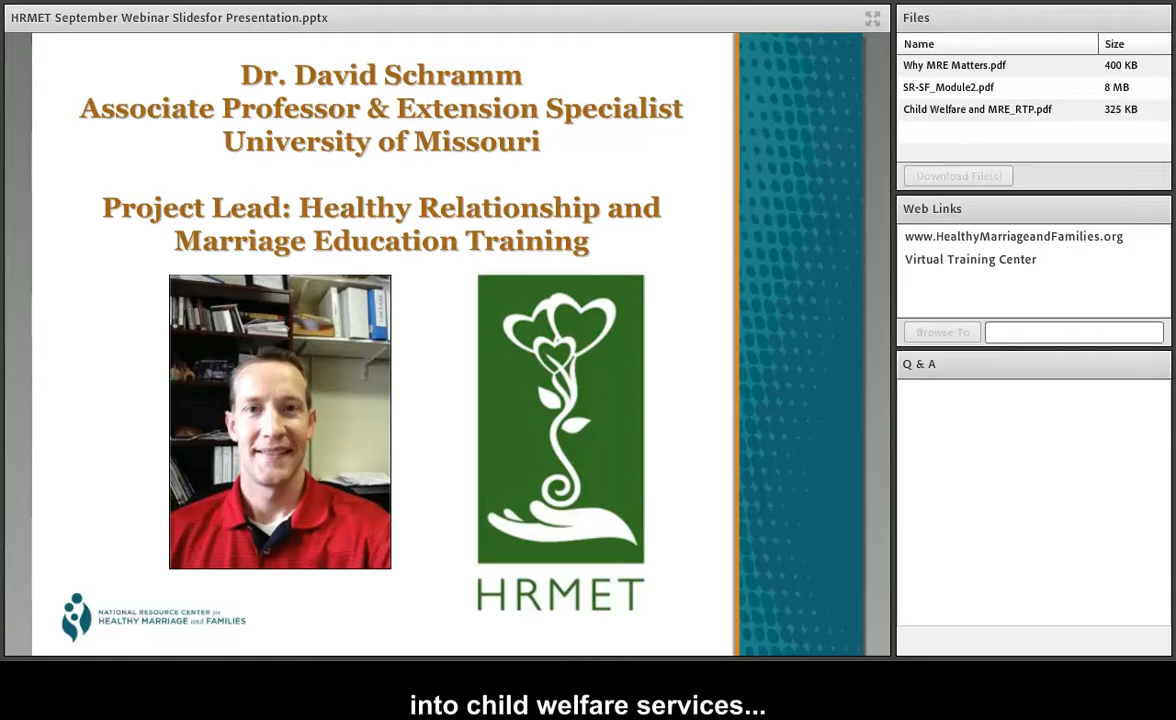 HRMET September Webinar Slidesfor Presentation.pptx
Dr. David Schramm
Associate Professor & Extension Specialist
University of Missouri
Project Lead: Healthy Relationship and
Marriage Education Training
HRMET
NATIONAL RESOURCE CENTER for
HEALTHY MARRIAGE and FAMILIES
Files
Name Size
Why MRE Matters.pdf 400 KB
SR-SF_Module2.pdf 8 MB
Child Welfare and MRE_RTP.pdf 325 KB
Download File(s)
Web Links
www.HealthyMarriageandFamilies.org
Virtual Training Center
Browse To
Q & A
into child welfare services...